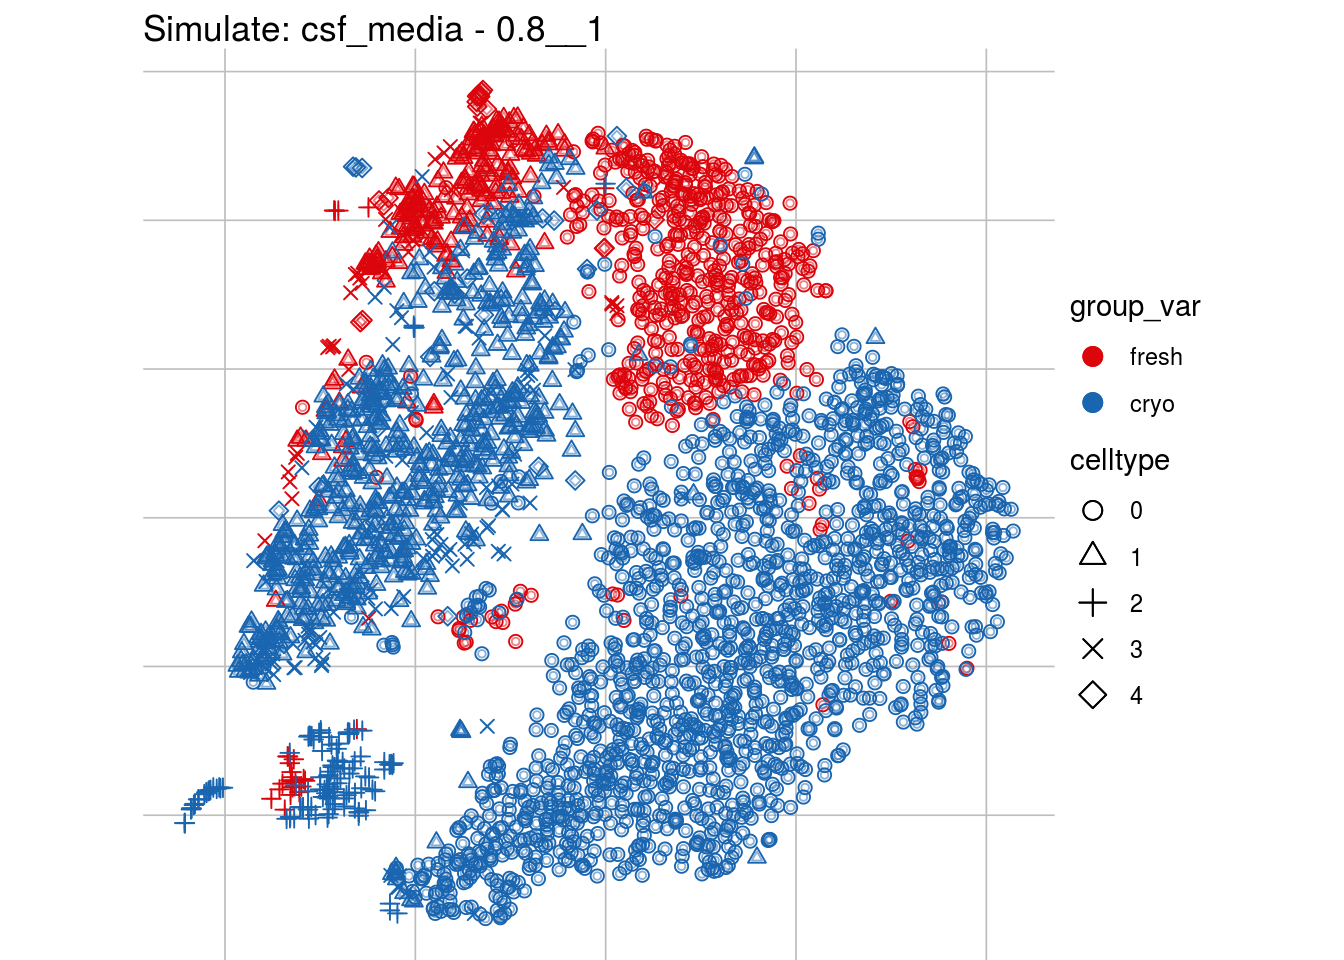 Simulate: csf_media - 0.8__1
group_var
fresh
cryo
celltype
0
1
2
3
4